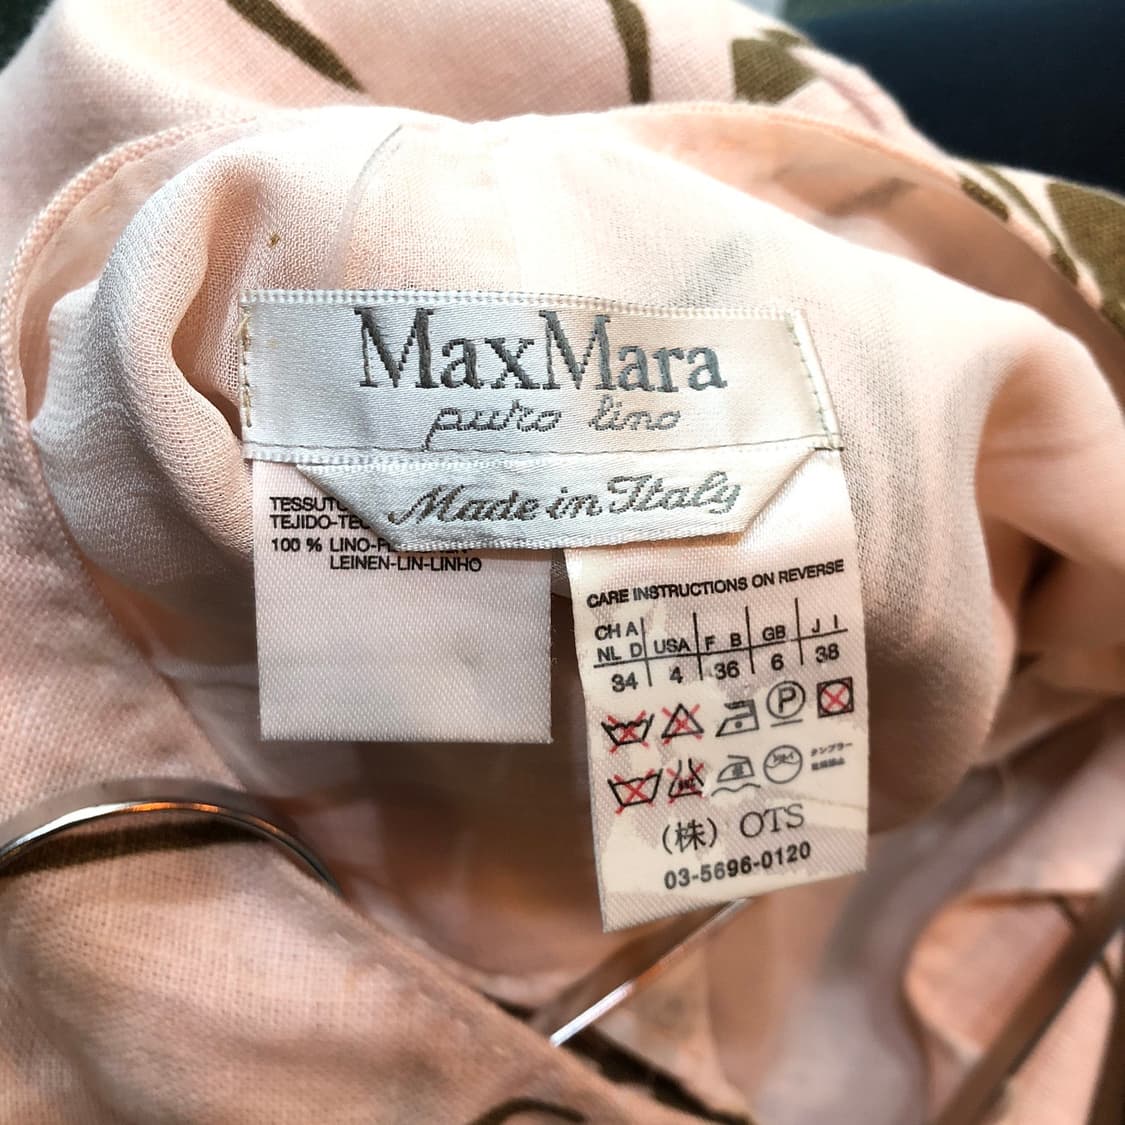 MaxMara
puro lino
Made in Italy
TESSUTO
TEJIDO-TE
100 % LINO-
LEINEN-LIN-LINHO
CARE INSTRUCTIONS ON REVERSE
CH A USA F B GB J I
NL D
34 4 36 6 38
P
(株) OTS
03-5696-0120